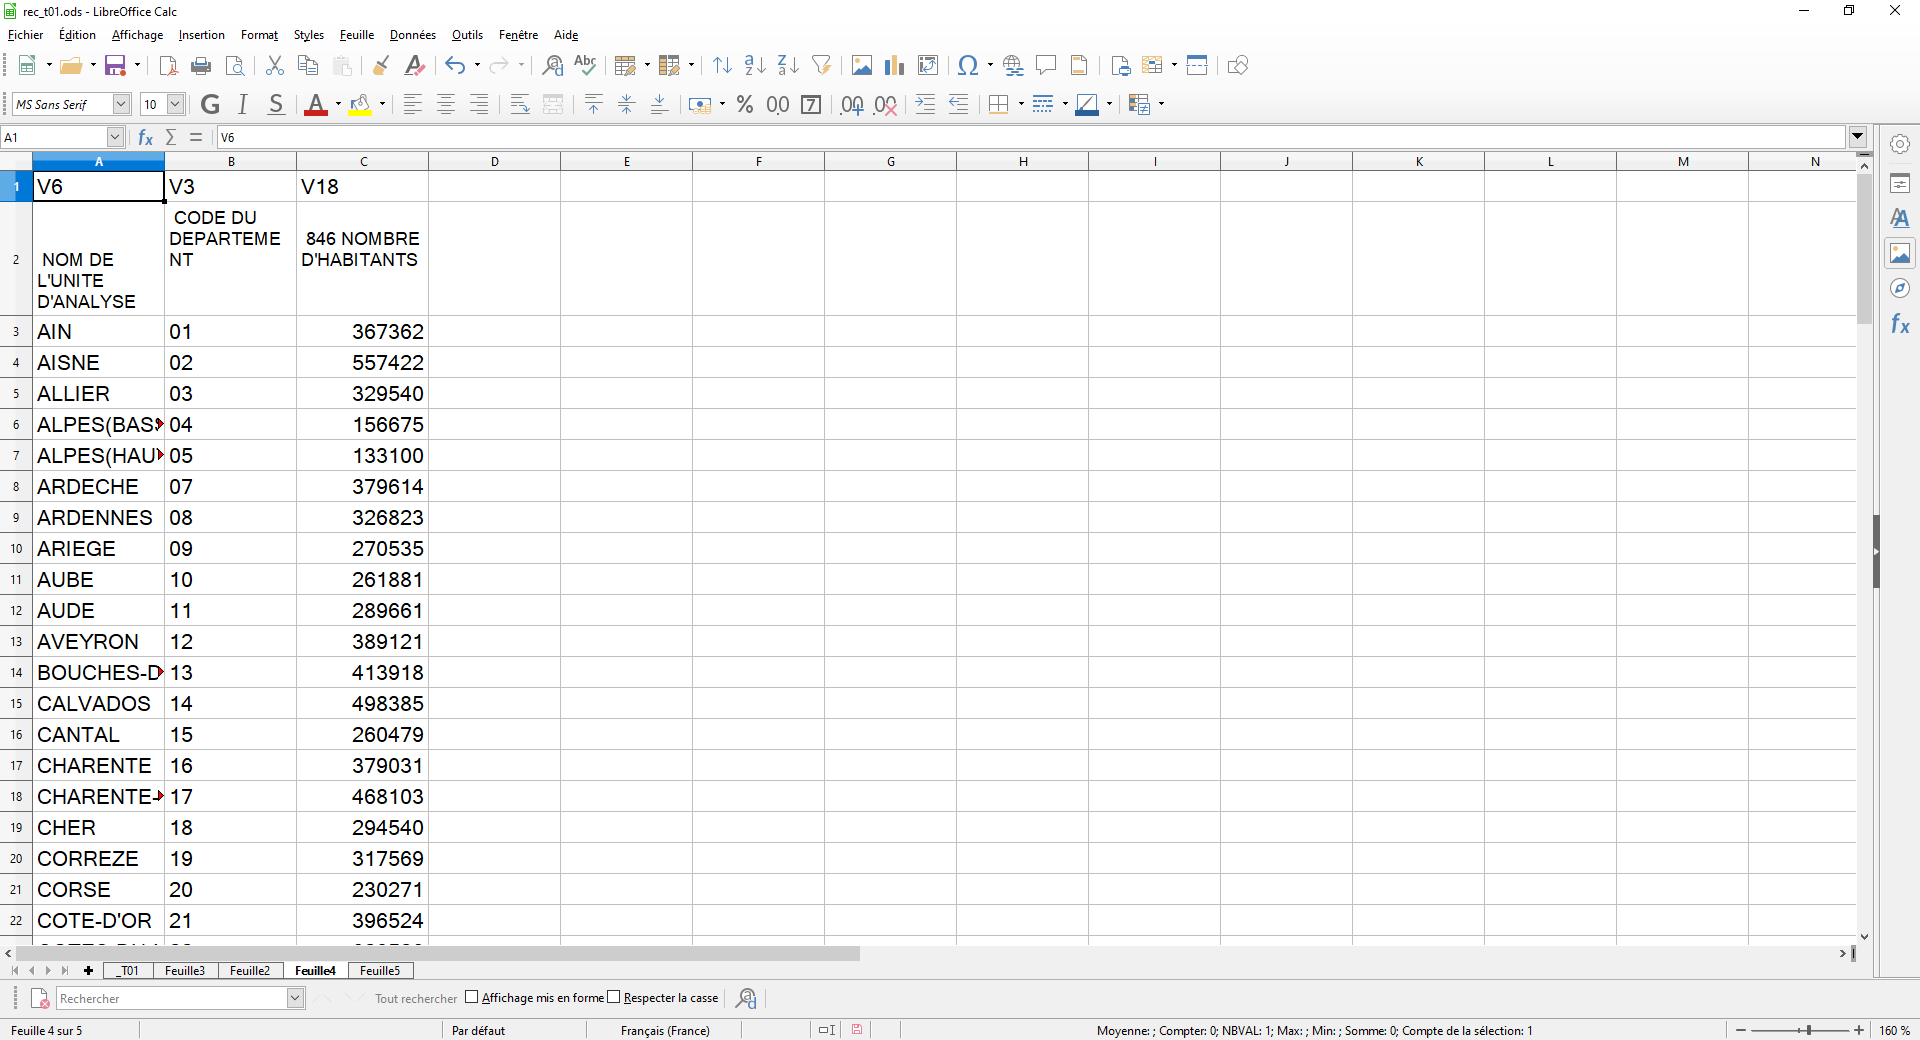 rec_t01.ods - LibreOffice Calc
Fichier Édition Affichage Insertion Format Styles Feuille Données Outils Fenêtre Aide
MS Sans Serif 10 G I S
A1 V6
A B C D E F G H I J K L M N
1 V6 V3 V18
2 NOM DE L'UNITE D'ANALYSE CODE DU DEPARTEMENT 846 NOMBRE D'HABITANTS
3 AIN 01 367362
4 AISNE 02 557422
5 ALLIER 03 329540
6 ALPES(BAS 04 156675
7 ALPES(HAU 05 133100
8 ARDECHE 07 379614
9 ARDENNES 08 326823
10 ARIEGE 09 270535
11 AUBE 10 261881
12 AUDE 11 289661
13 AVEYRON 12 389121
14 BOUCHES-D 13 413918
15 CALVADOS 14 498385
16 CANTAL 15 260479
17 CHARENTE 16 379031
18 CHARENTE- 17 468103
19 CHER 18 294540
20 CORREZE 19 317569
21 CORSE 20 230271
22 COTE-D'OR 21 396524
_T01 Feuille3 Feuille2 Feuille4 Feuille5
Rechercher Tout rechercher Affichage mis en forme Respecter la casse
Feuille 4 sur 5 Par défaut Français (France) Moyenne: ; Compter: 0; NBVAL: 1; Max: ; Min: ; Somme: 0; Compte de la sélection: 1 160 %